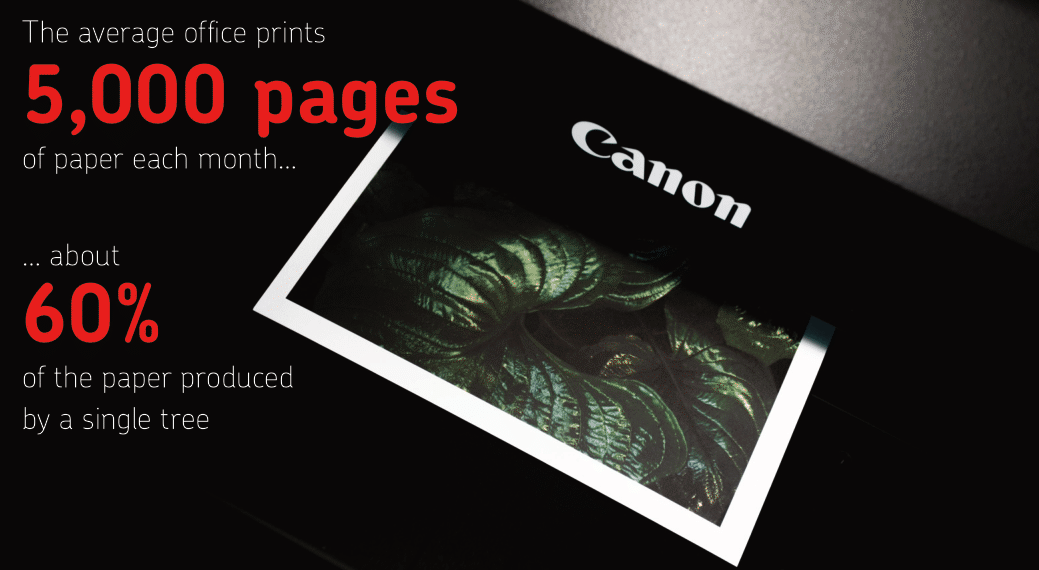 The average office prints
5,000 pages
of paper each month...
... about
60%
of the paper produced
by a single tree
Canon